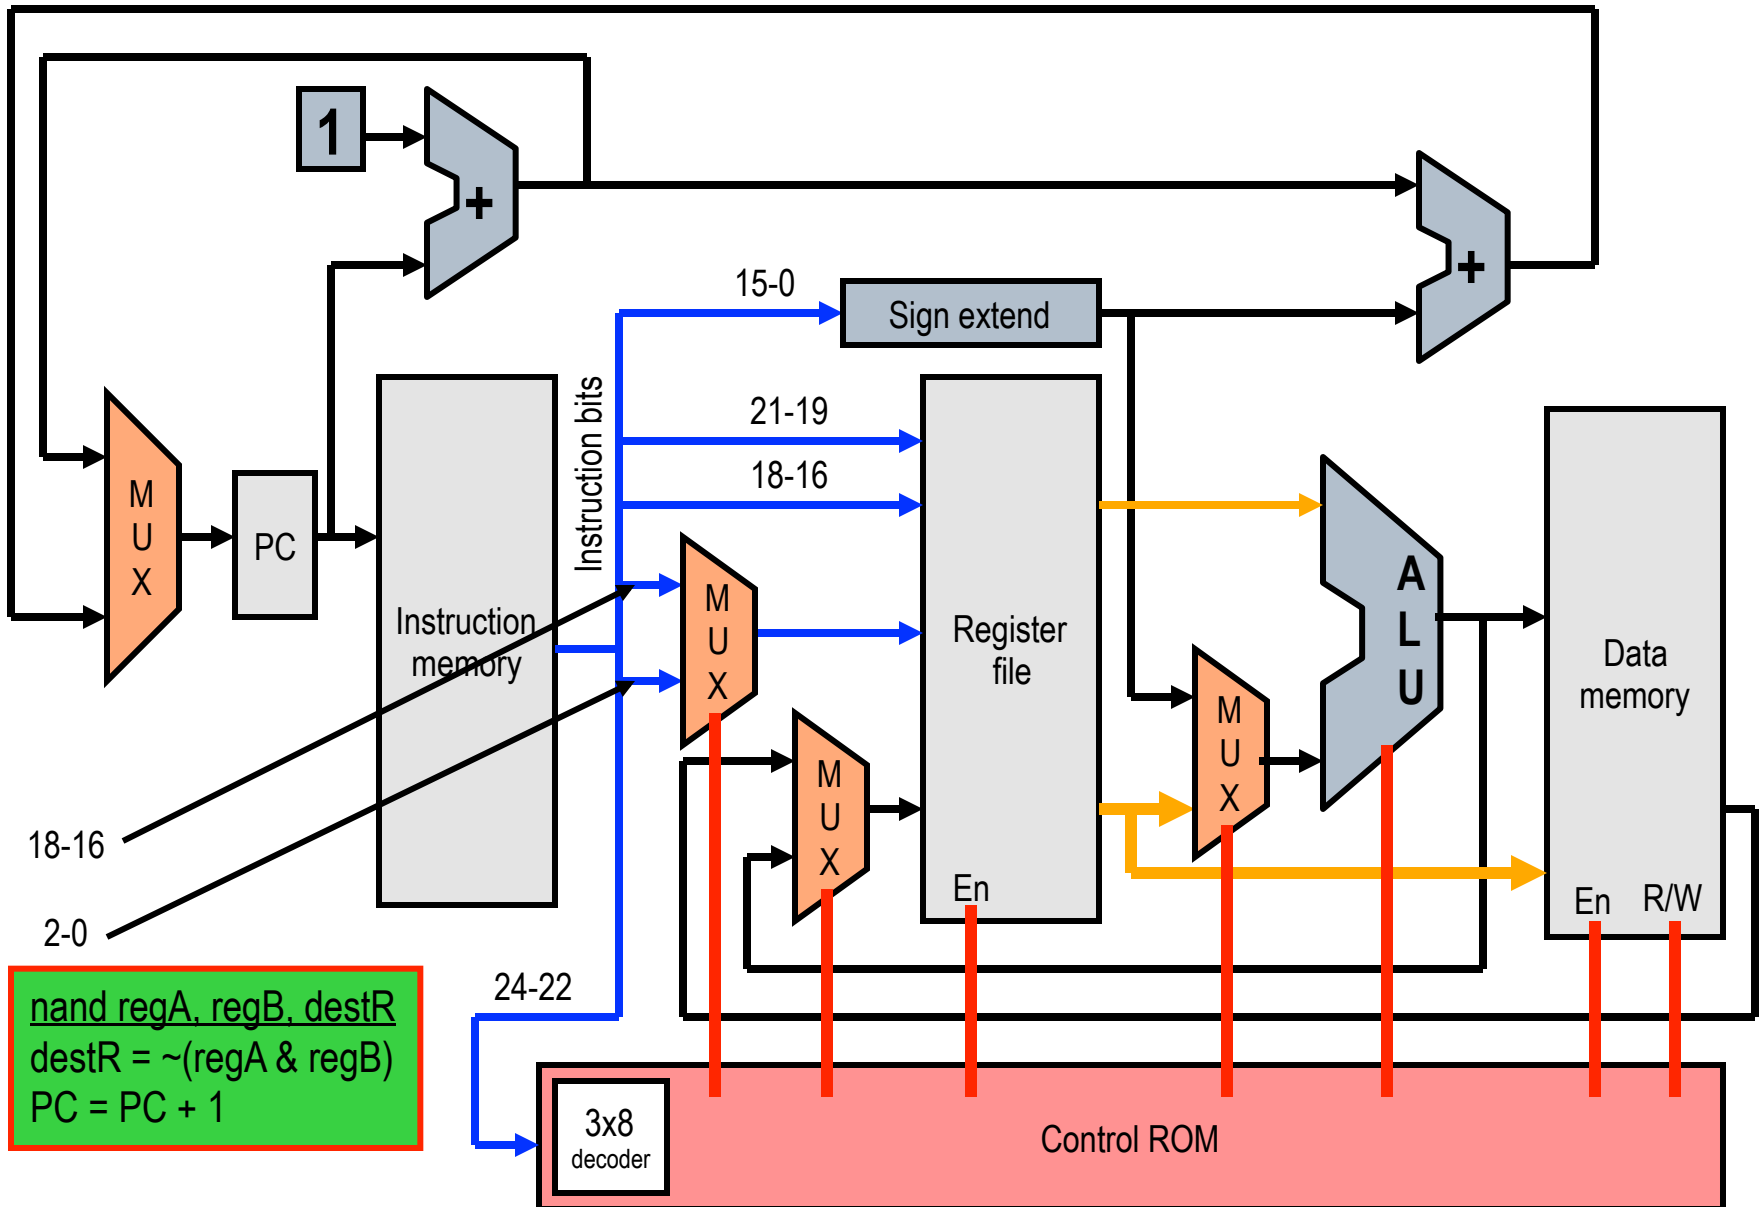 1
+
+
15-0
Sign extend
Instruction bits
21-19
18-16
M
U
X
PC
Instruction
memory
M
U
X
Register
file
En
A
L
U
M
U
X
M
U
X
Data
memory
En
R/W
18-16
2-0
24-22
nand regA, regB, destR
destR = ~(regA & regB)
PC = PC + 1
3x8
decoder
Control ROM